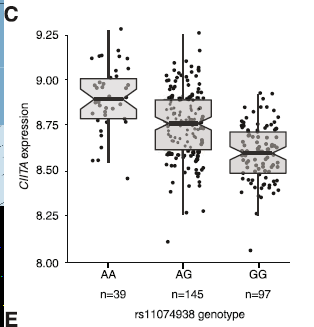 C
CIITA expression
9.25
9.00
8.75
8.50
8.25
8.00
AA AG GG
n=39 n=145 n=97
rs11074938 genotype
E